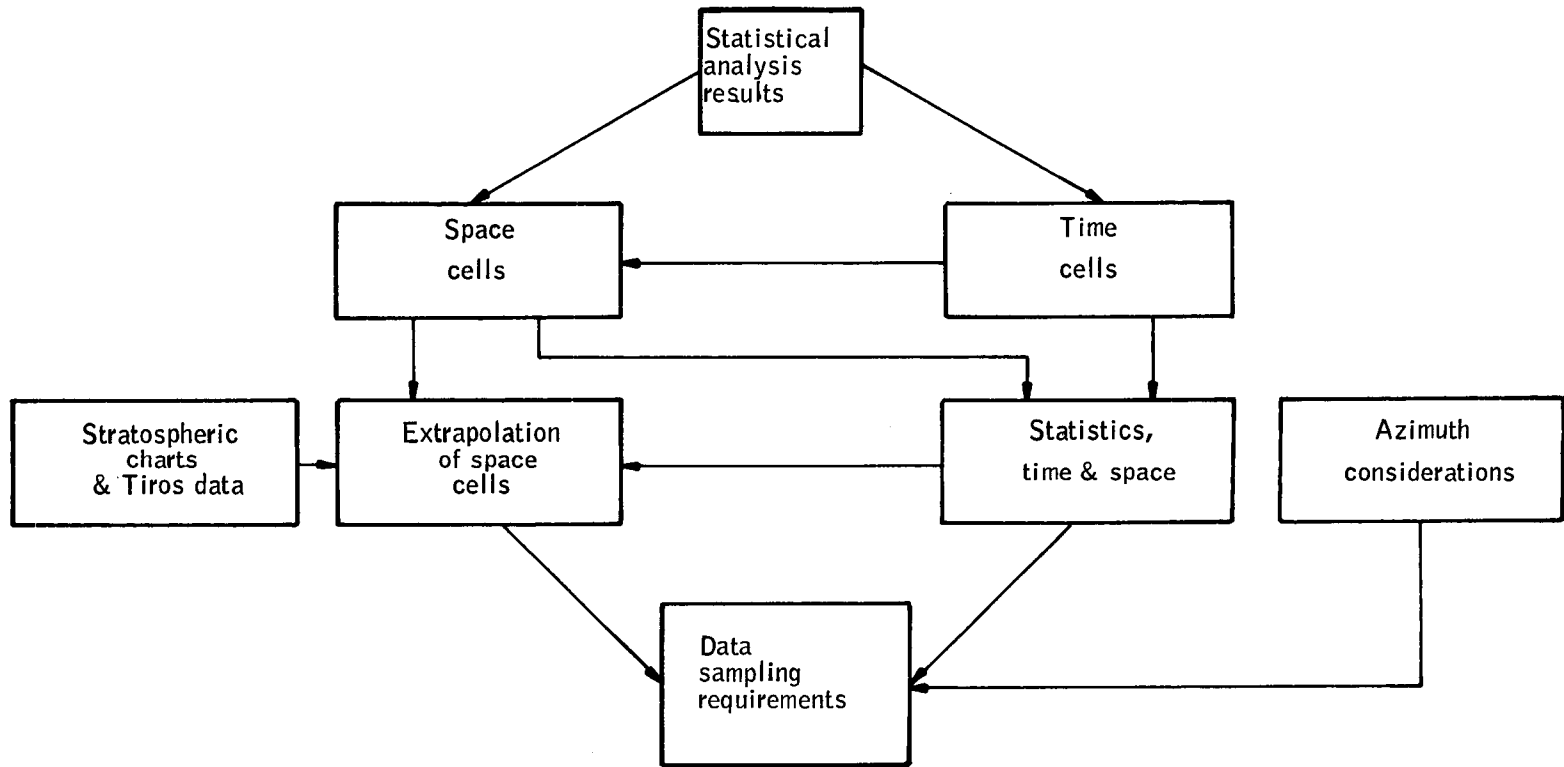 Statistical
analysis
results
Space
cells
Time
cells
Stratospheric
charts
& Tiros data
Extrapolation
of space
cells
Statistics,
time & space
Azimuth
considerations
Data
sampling
requirements